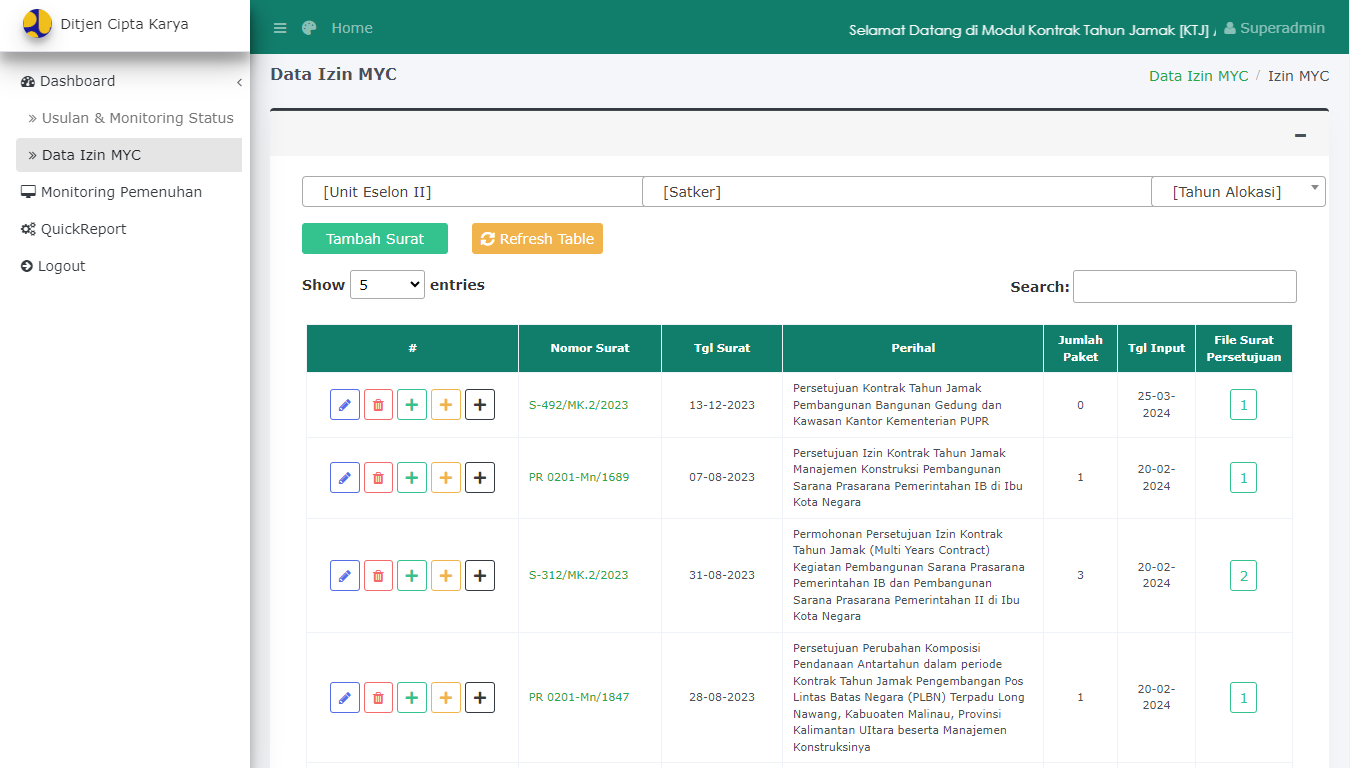 Ditjen Cipta Karya
Home
Selamat Datang di Modul Kontrak Tahun Jamak [KTJ] /
Superadmin
Dashboard
» Usulan & Monitoring Status
» Data Izin MYC
Monitoring Pemenuhan
QuickReport
Logout
Data Izin MYC
Data Izin MYC / Izin MYC
[Unit Eselon II]
[Satker]
[Tahun Alokasi]
Tambah Surat
Refresh Table
Show 5 entries
Search:
# Nomor Surat Tgl Surat Perihal Jumlah Paket Tgl Input File Surat Persetujuan
S-492/MK.2/2023
13-12-2023
Persetujuan Kontrak Tahun Jamak
Pembangunan Bangunan Gedung dan
Kawasan Kantor Kementerian PUPR
0
25-03-
2024
1
PR 0201-Mn/1689
07-08-2023
Persetujuan Izin Kontrak Tahun Jamak
Manajemen Konstruksi Pembangunan
Sarana Prasarana Pemerintahan IB di Ibu
Kota Negara
1
20-02-
2024
1
S-312/MK.2/2023
31-08-2023
Permohonan Persetujuan Izin Kontrak
Tahun Jamak (Multi Years Contract)
Kegiatan Pembangunan Sarana Prasarana
Pemerintahan IB dan Pembangunan
Sarana Prasarana Pemerintahan II di Ibu
Kota Negara
3
20-02-
2024
2
PR 0201-Mn/1847
28-08-2023
Persetujuan Perubahan Komposisi
Pendanaan Antartahun dalam periode
Kontrak Tahun Jamak Pengembangan Pos
Lintas Batas Negara (PLBN) Terpadu Long
Nawang, Kabuoaten Malinau, Provinsi
Kalimantan UItara beserta Manajemen
Konstruksinya
1
20-02-
2024
1